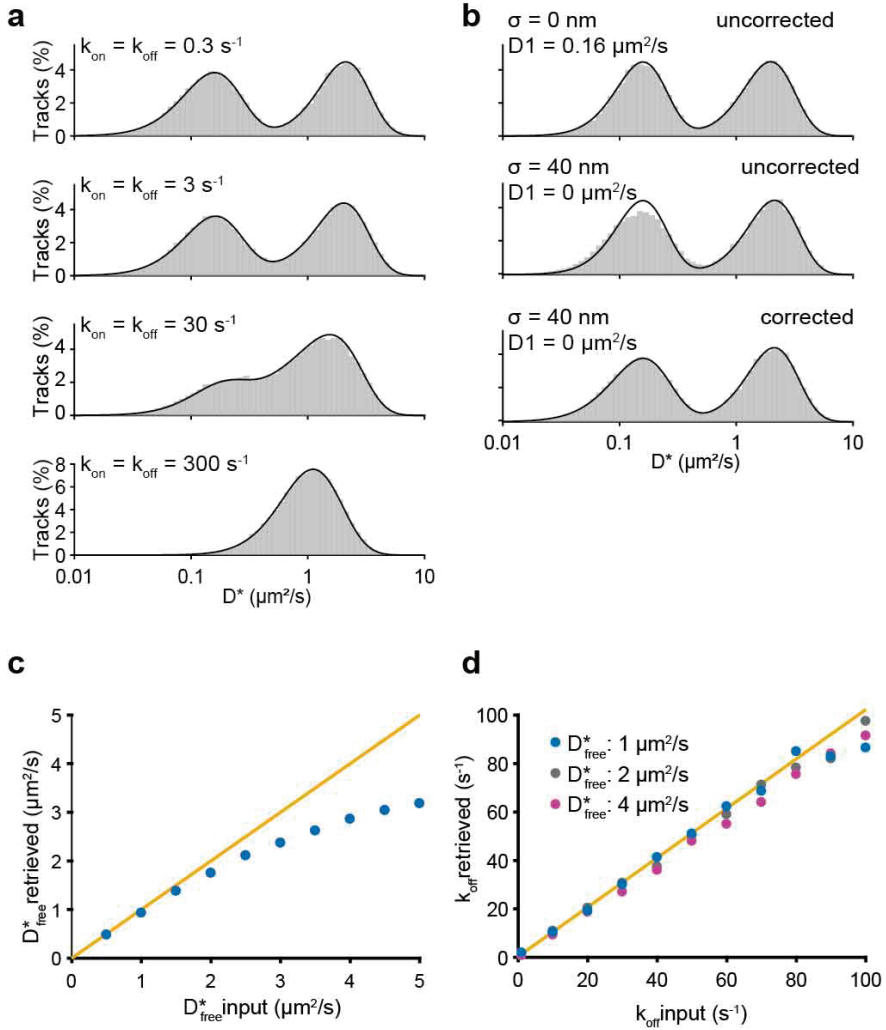 a
k_on = k_off = 0.3 s⁻¹
Tracks (%)
4
2
0
k_on = k_off = 3 s⁻¹
Tracks (%)
4
2
0
k_on = k_off = 30 s⁻¹
Tracks (%)
4
2
0
k_on = k_off = 300 s⁻¹
Tracks (%)
8
6
4
2
0
0.01 0.1 1 10
D* (µm²/s)
b
σ = 0 nm uncorrected
D1 = 0.16 µm²/s
σ = 40 nm uncorrected
D1 = 0 µm²/s
σ = 40 nm corrected
D1 = 0 µm²/s
0.01 0.1 1 10
D* (µm²/s)
c
D*free retrieved (µm²/s)
5
4
3
2
1
0
0 1 2 3 4 5
D*free input (µm²/s)
d
k_off retrieved (s⁻¹)
100
80
60
40
20
0
D*free: 1 µm²/s
D*free: 2 µm²/s
D*free: 4 µm²/s
0 20 40 60 80 100
k_off input (s⁻¹)